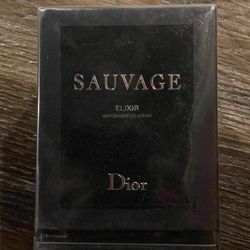 SAUVAGE
ELIXIR
VAPORISATEUR SPRAY
Dior